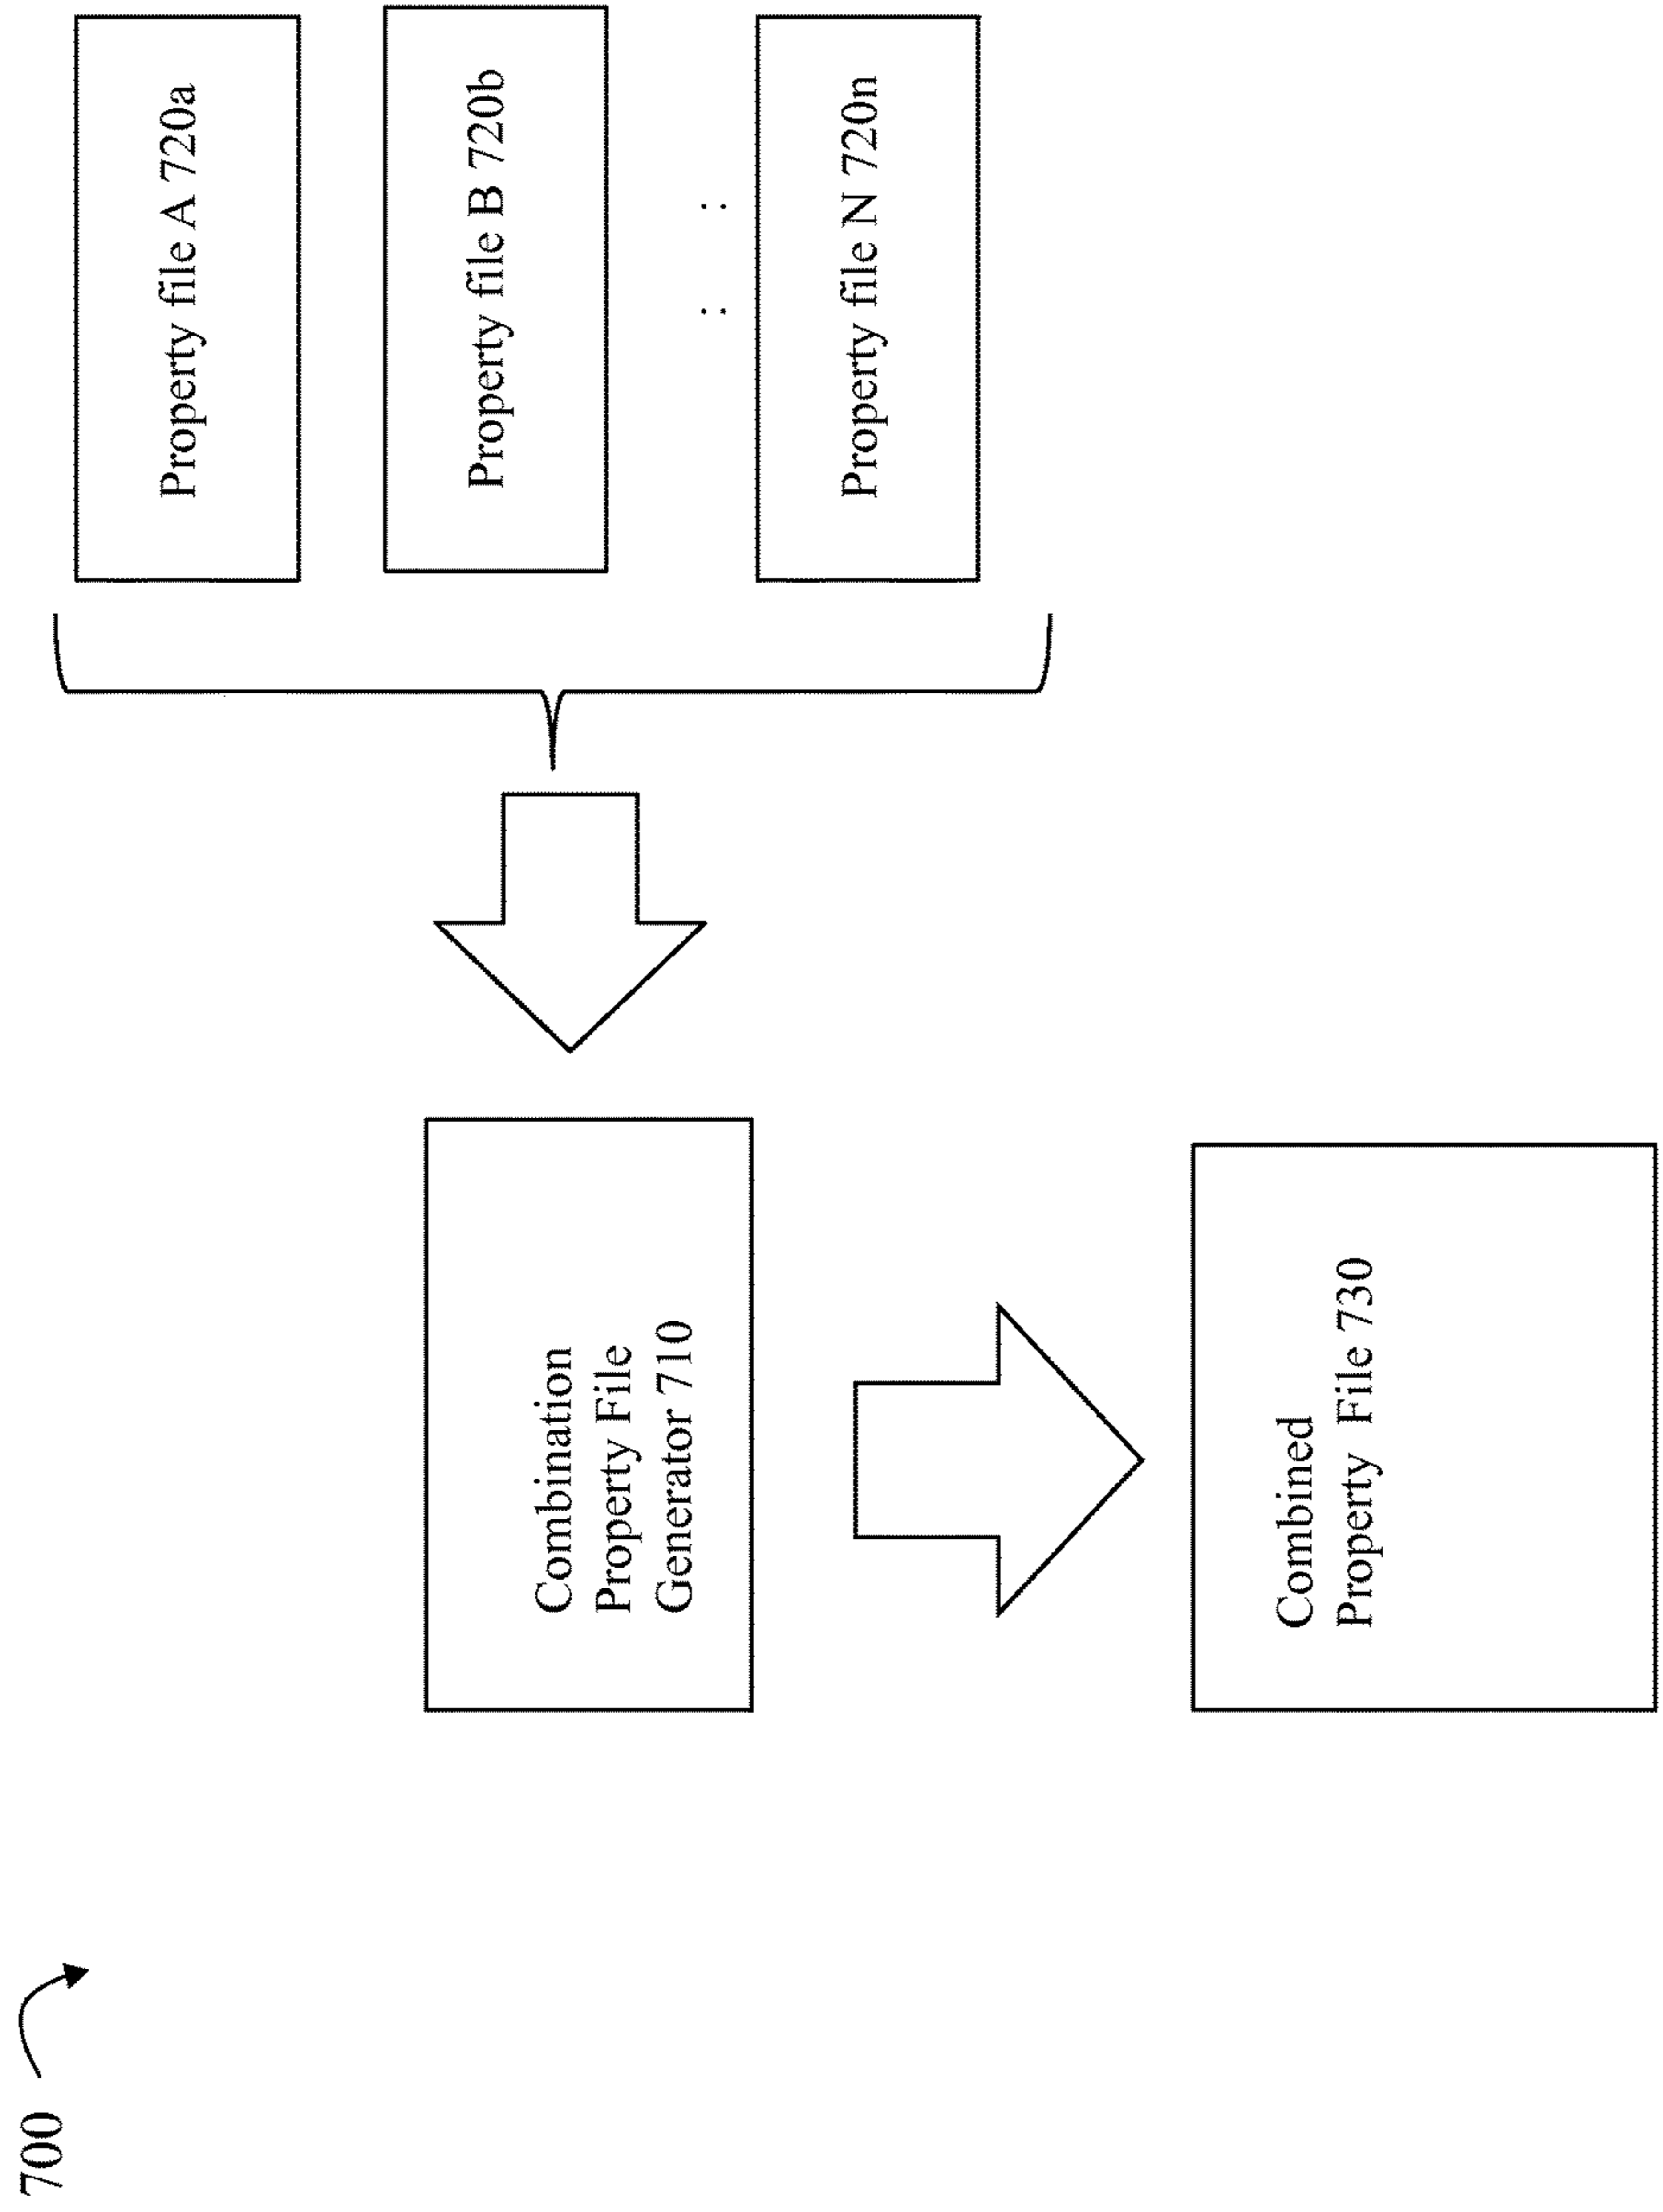 700
Property file A 720a
Property file B 720b
: :
Property file N 720n
Combination
Property File
Generator 710
Combined
Property File 730